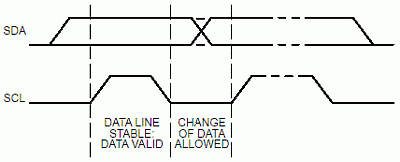 SDA
SCL
DATA LINE
STABLE:
DATA VALID
CHANGE
OF DATA
ALLOWED